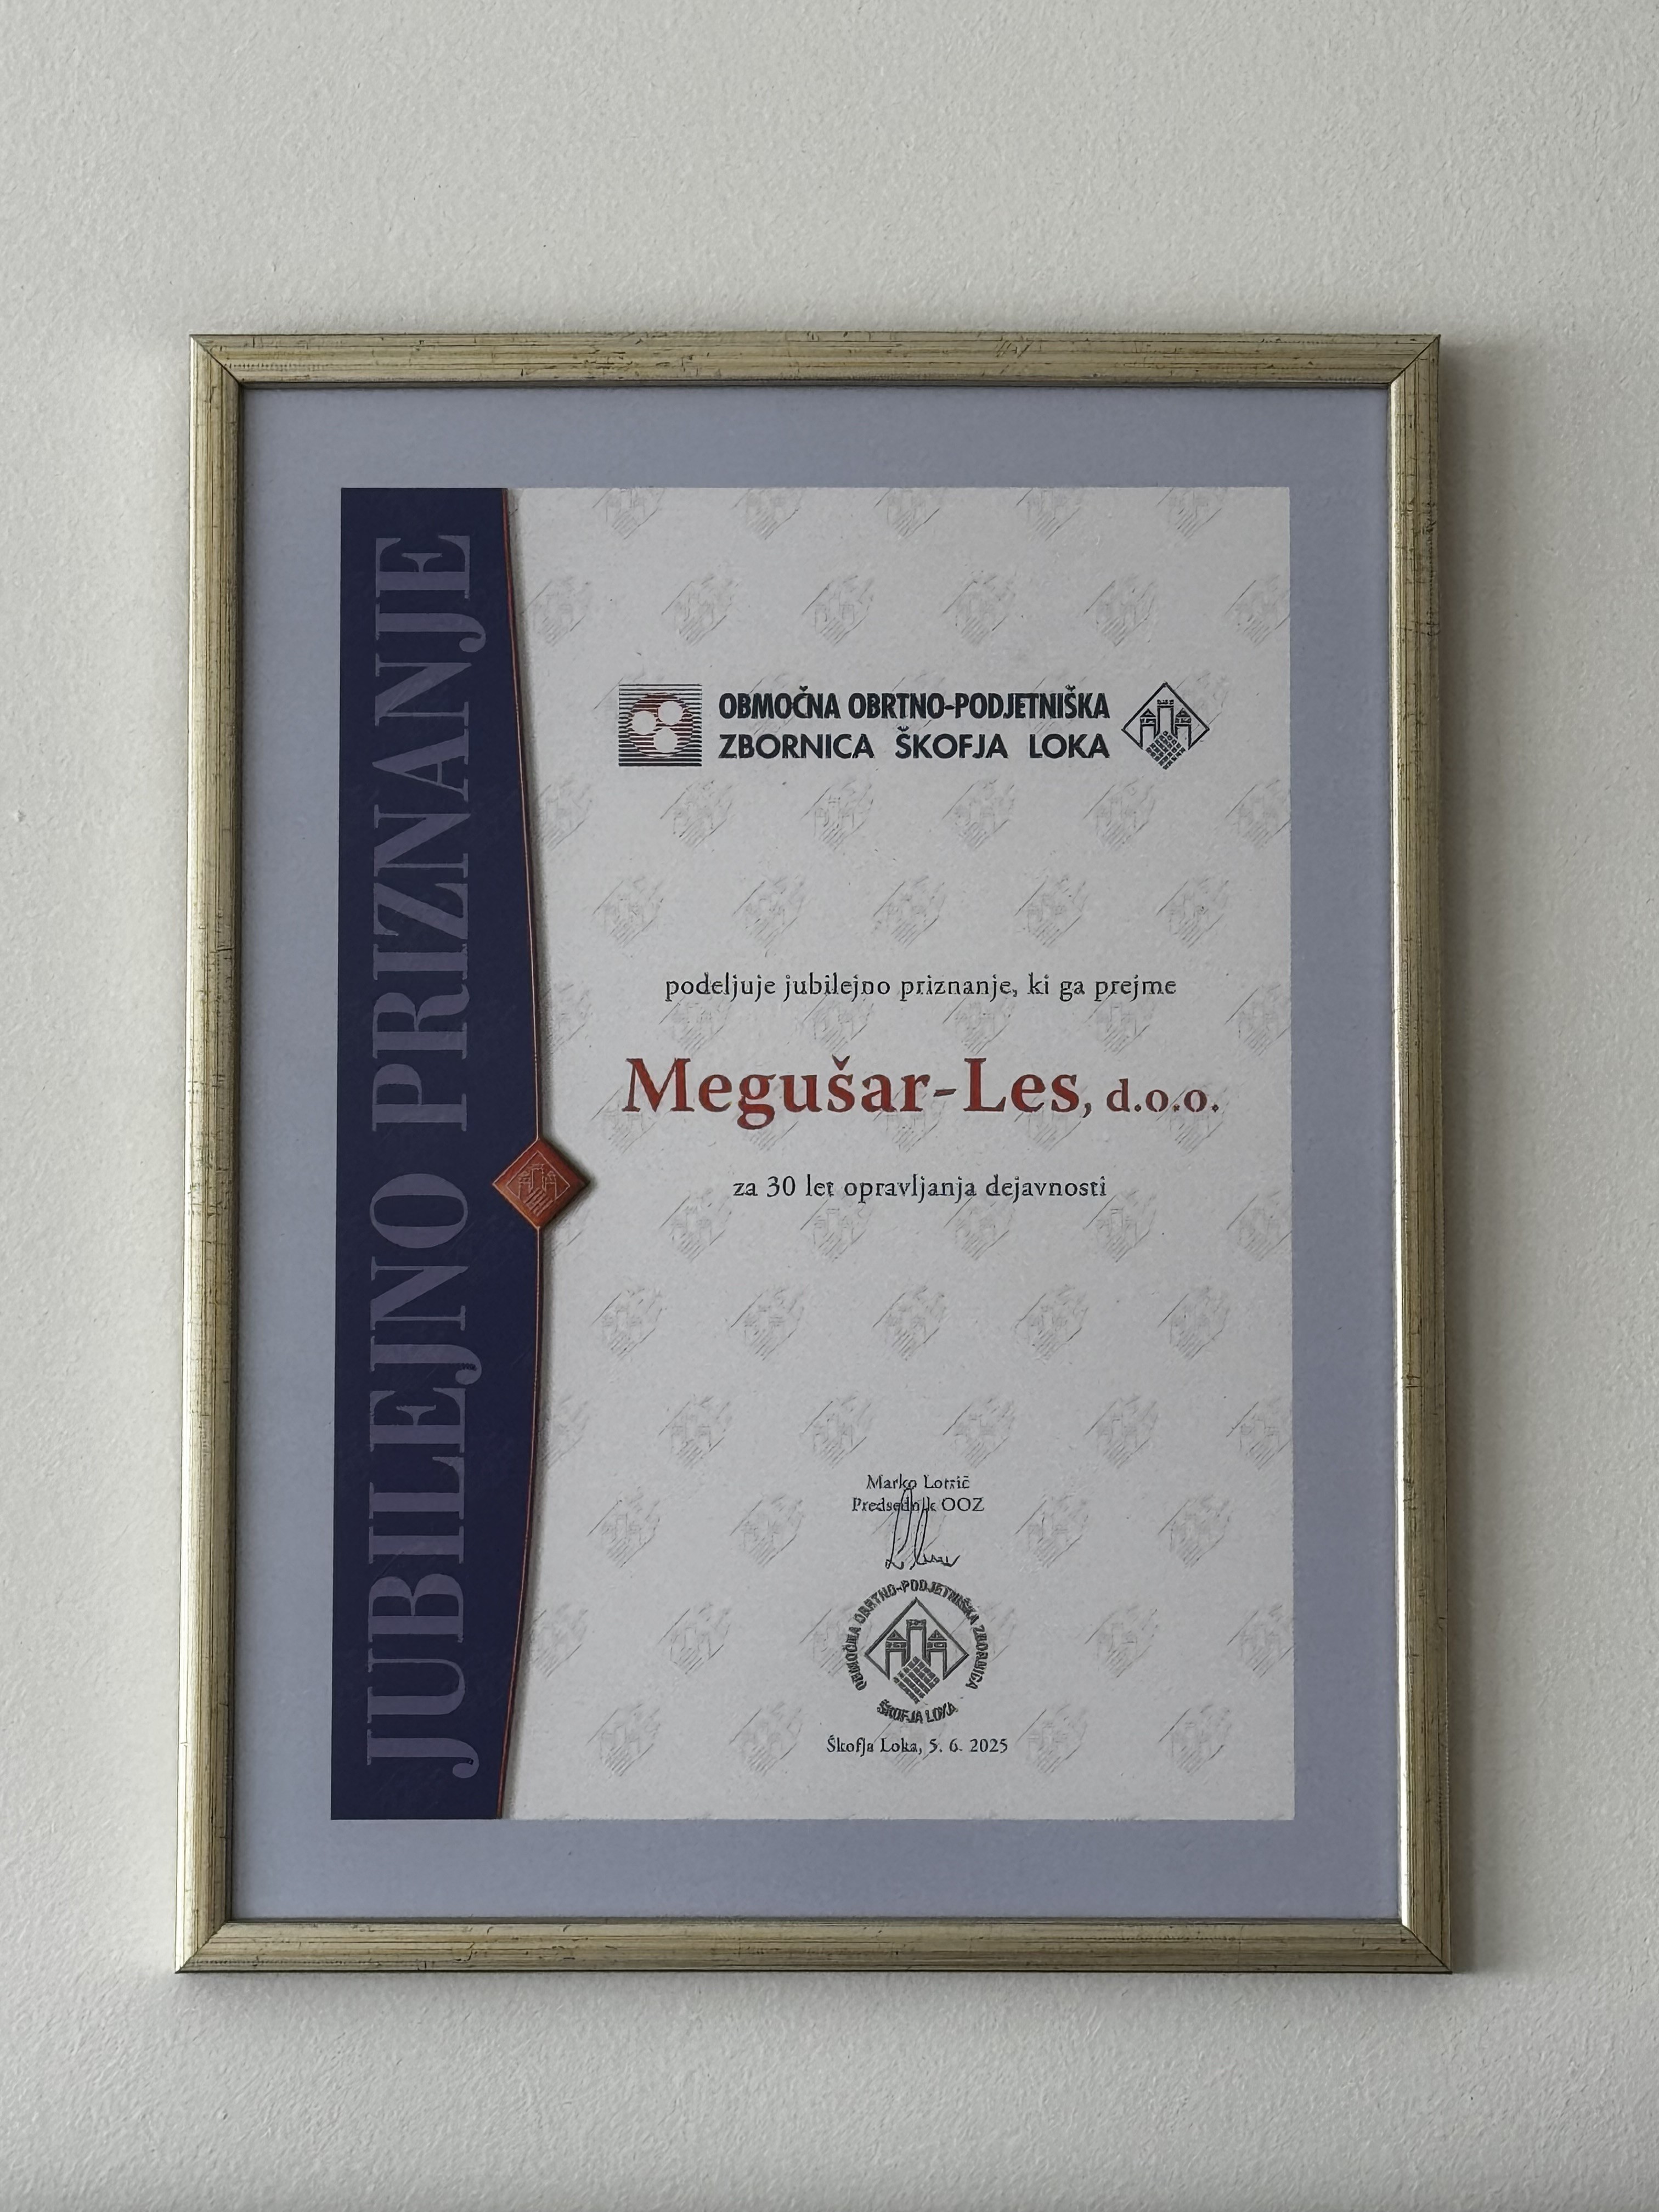 JUBILEJNO PRIZNANJE
OBMOČNA OBRTNO-PODJETNIŠKA
ZBORNICA ŠKOFJA LOKA
podeljuje jubilejno priznanje, ki ga prejme
Megušar-Les, d.o.o.
za 30 let opravljanja dejavnosti
Marko Lotrič
Predsednik OOZ
OBMOČNA OBRTNO-PODJETNIŠKA ZBORNICA
ŠKOFJA LOKA
Škofja Loka, 5. 6. 2025